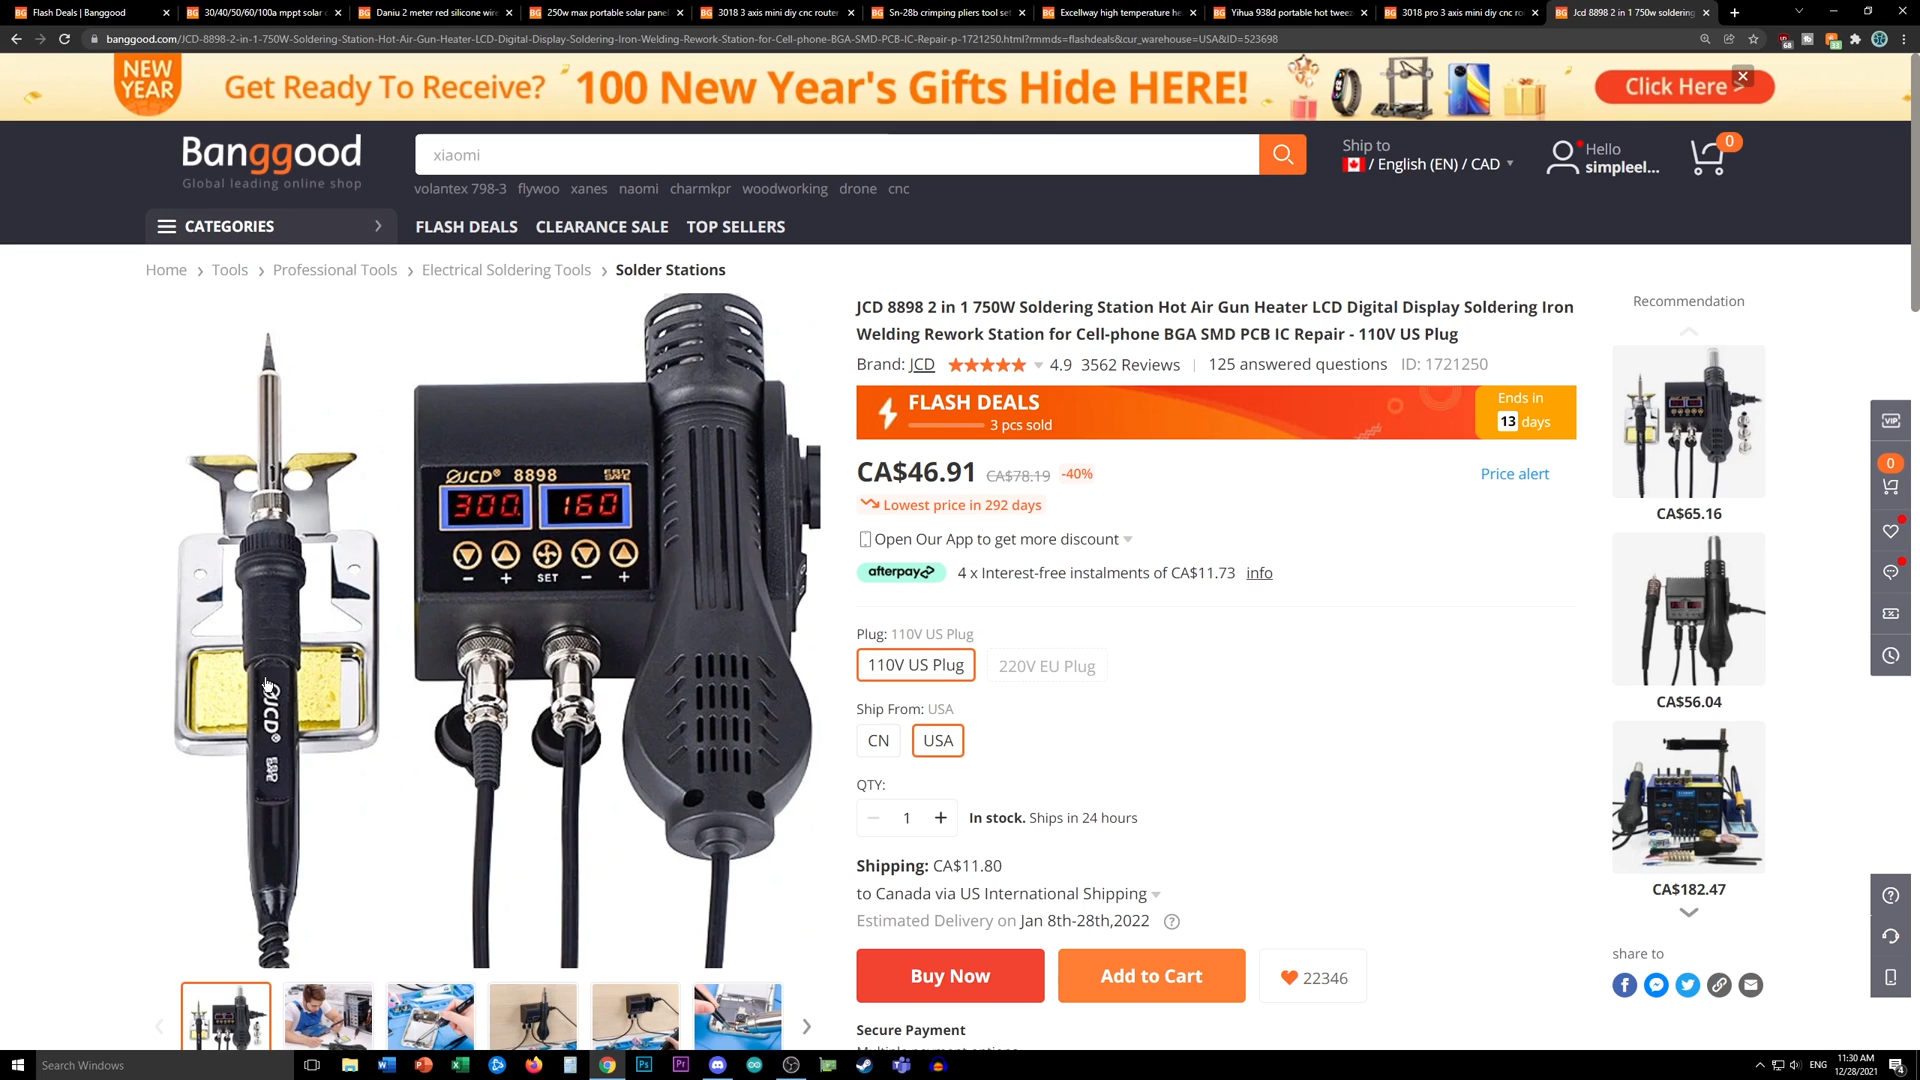 Flash Deals | Banggood
30/40/50/60/100a mppt solar
Daniu 2 meter red silicone wire
250w max portable solar pane
3018 3 axis mini diy cnc router
Sn-28b crimping pliers tool set
Excellway high temperature he
Yihua 938d portable hot tweez
3018 pro 3 axis mini diy cnc ro
Jcd 8898 2 in 1 750w soldering
banggood.com/JCD-8898-2-in-1-750W-Soldering-Station-Hot-Air-Gun-Heater-LCD-Digital-Display-Soldering-Iron-Welding-Rework-Station-for-Cell-phone-BGA-SMD-PCB-IC-Repair-p-1721250.html?rmmds=flashdeals&cur_warehouse=USA&ID=523698
68
33
NEW YEAR
Get Ready To Receive? 100 New Year's Gifts Hide HERE!
Click Here >
Banggood
Global leading online shop
xiaomi
volantex 798-3 flywoo xanes naomi charmkpr woodworking drone cnc
Ship to
/ English (EN) / CAD
Hello
simpleel...
0
CATEGORIES
FLASH DEALS CLEARANCE SALE TOP SELLERS
Home > Tools > Professional Tools > Electrical Soldering Tools > Solder Stations
JCD 8898 2 in 1 750W Soldering Station Hot Air Gun Heater LCD Digital Display Soldering Iron
Welding Rework Station for Cell-phone BGA SMD PCB IC Repair - 110V US Plug
Brand: JCD 4.9 3562 Reviews | 125 answered questions ID: 1721250
FLASH DEALS
3 pcs sold
Ends in
13 days
CA$46.91 CA$78.19 -40%
Price alert
Lowest price in 292 days
Open Our App to get more discount
afterpay 4 x Interest-free instalments of CA$11.73 info
Plug: 110V US Plug
110V US Plug 220V EU Plug
Ship From: USA
CN USA
QTY:
− 1 + In stock. Ships in 24 hours
Shipping: CA$11.80
to Canada via US International Shipping
Estimated Delivery on Jan 8th-28th,2022 ?
Buy Now Add to Cart 22346
Secure Payment
JCD® 8898
ESD SAFE
300. 160
- + SET - +
JCD®
ESD SAFE
Recommendation
CA$65.16
CA$56.04
CA$182.47
share to
VIP
0
Search Windows
ENG
11:30 AM
12/28/2021
4